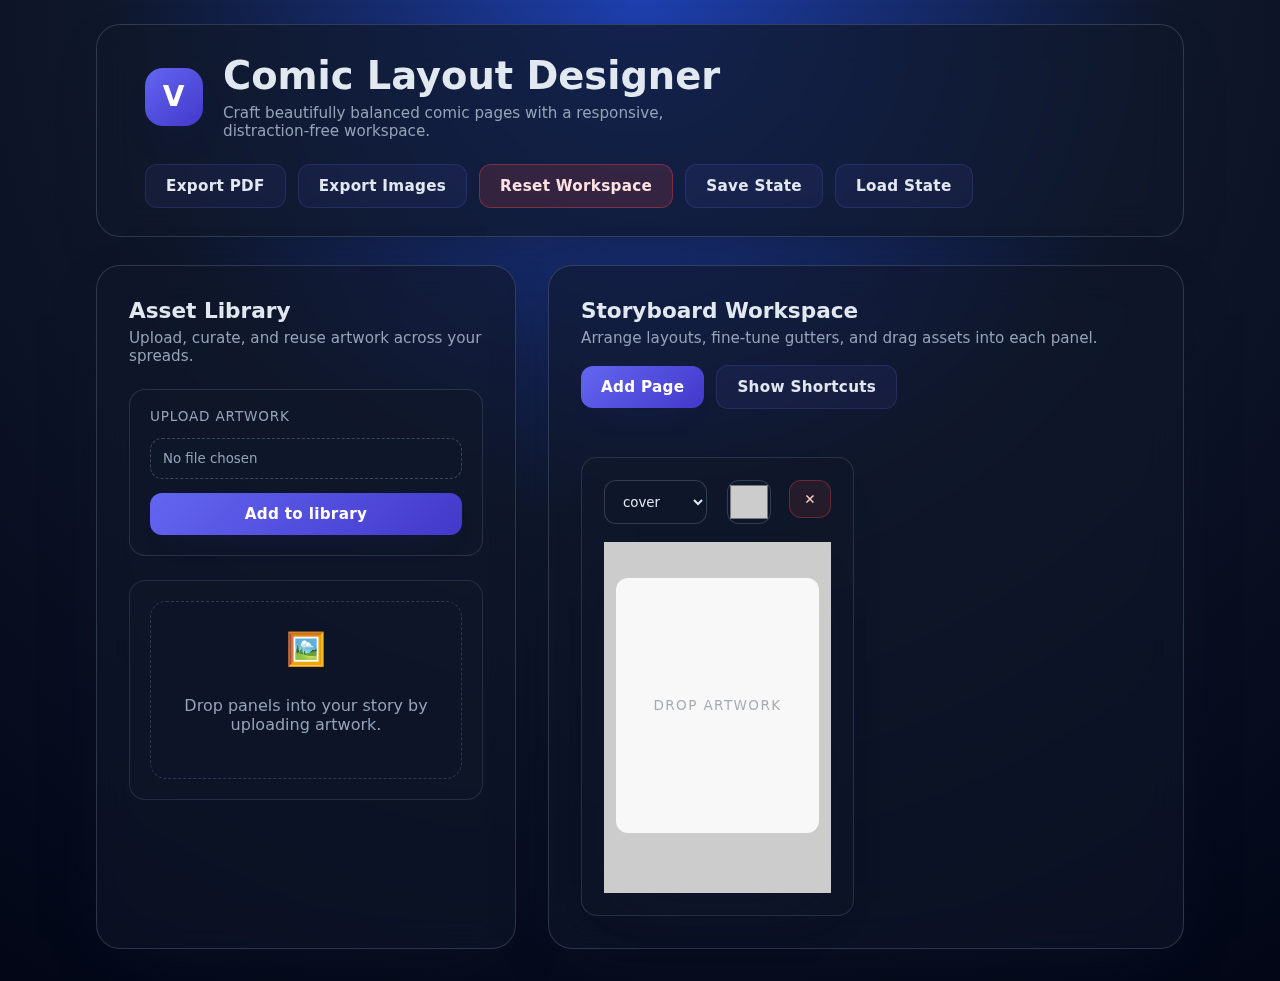 V
Comic Layout Designer
Craft beautifully balanced comic pages with a responsive,
distraction-free workspace.
Export PDF
Export Images
Reset Workspace
Save State
Load State
Asset Library
Upload, curate, and reuse artwork across your
spreads.
UPLOAD ARTWORK
No file chosen
Add to library
Drop panels into your story by
uploading artwork.
Storyboard Workspace
Arrange layouts, fine-tune gutters, and drag assets into each panel.
Add Page
Show Shortcuts
cover
×
DROP ARTWORK